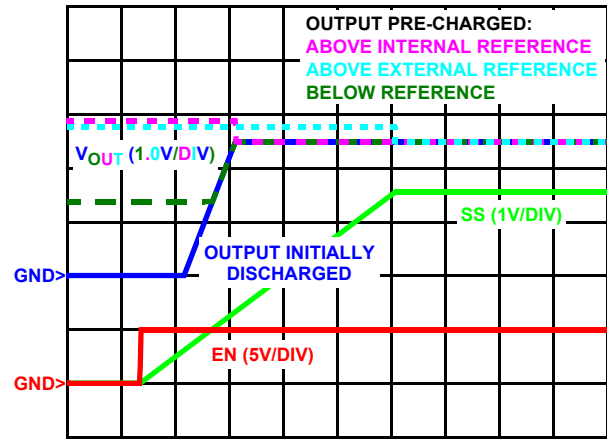 OUTPUT PRE-CHARGED:
ABOVE INTERNAL REFERENCE
ABOVE EXTERNAL REFERENCE
BELOW REFERENCE
VOUT (1.0V/DIV)
SS (1V/DIV)
OUTPUT INITIALLY
DISCHARGED
GND>
EN (5V/DIV)
GND>